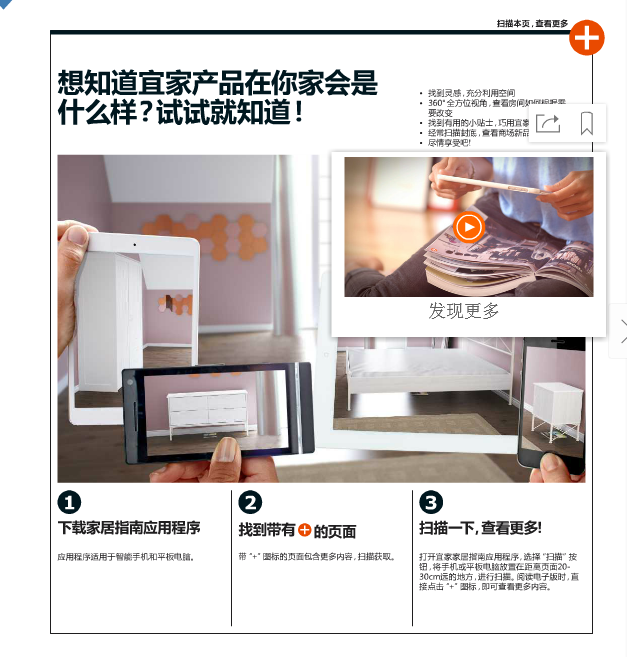 扫描本页，查看更多
想知道宜家产品在你家会是
什么样？试试就知道！
• 找到灵感，充分利用空间
• 360°全方位视角，查看房间如何根据需
要改变
• 找到有用的小贴士，巧用宜家
• 经常扫描封底，查看商场新品
• 尽情享受吧!
发现更多
1
2
3
下载家居指南应用程序
找到带有 + 的页面
扫描一下，查看更多!
应用程序适用于智能手机和平板电脑。
带 “+” 图标的页面包含更多内容，扫描获取。
打开宜家家居指南应用程序，选择 “扫描” 按
钮，将手机或平板电脑放置在距离页面20-
30cm远的地方，进行扫描。阅读电子版时，直
接点击 “+” 图标，即可查看更多内容。